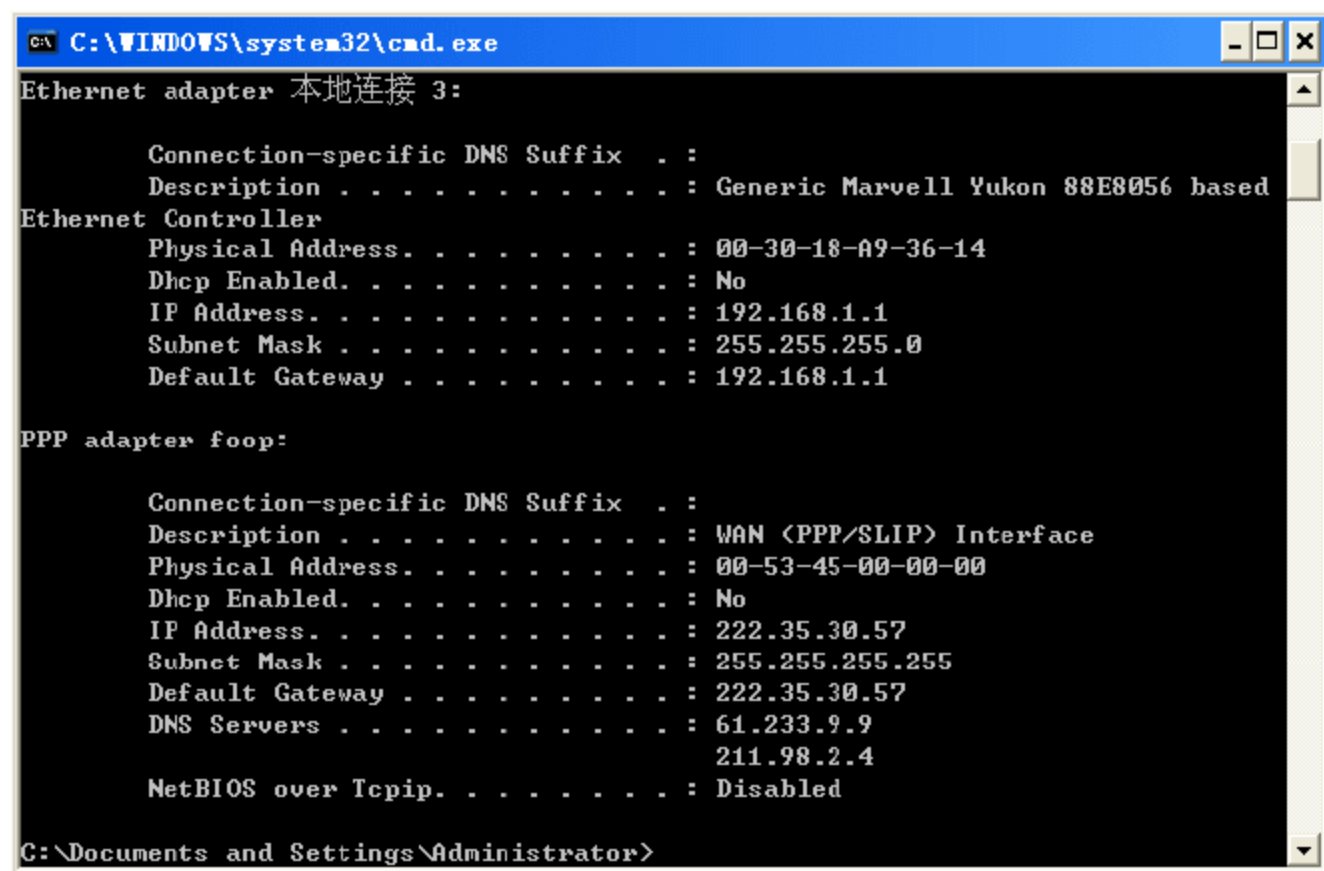 C:\WINDOWS\system32\cmd.exe
Ethernet adapter 本地连接 3:
Connection-specific DNS Suffix . :
Description . . . . . . . . . . . : Generic Marvell Yukon 88E8056 based
Ethernet Controller
Physical Address. . . . . . . . . : 00-30-18-A9-36-14
Dhcp Enabled. . . . . . . . . . . : No
IP Address. . . . . . . . . . . . : 192.168.1.1
Subnet Mask . . . . . . . . . . . : 255.255.255.0
Default Gateway . . . . . . . . . : 192.168.1.1
PPP adapter foop:
Connection-specific DNS Suffix . :
Description . . . . . . . . . . . : WAN (PPP/SLIP) Interface
Physical Address. . . . . . . . . : 00-53-45-00-00-00
Dhcp Enabled. . . . . . . . . . . : No
IP Address. . . . . . . . . . . . : 222.35.30.57
Subnet Mask . . . . . . . . . . . : 255.255.255.255
Default Gateway . . . . . . . . . : 222.35.30.57
DNS Servers . . . . . . . . . . . : 61.233.9.9
211.98.2.4
NetBIOS over Tcpip. . . . . . . . : Disabled
C:\Documents and Settings\Administrator>